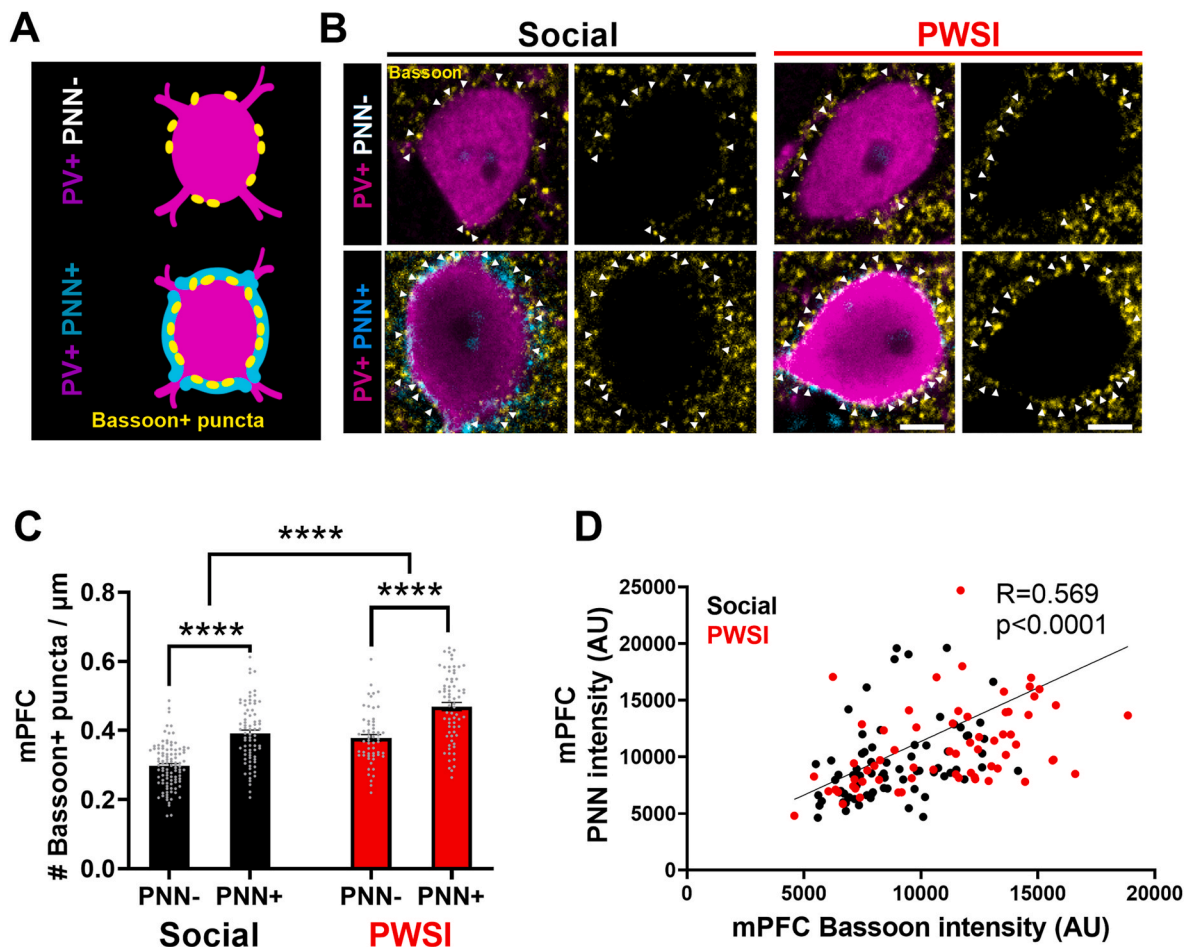 A
PV+ PNN-
PV+ PNN+
Bassoon+ puncta
B
Social
PWSI
Bassoon
PV+ PNN-
PV+ PNN+
C
mPFC
# Bassoon+ puncta / µm
0.8
0.6
0.4
0.2
0.0
****
****
****
PNN- PNN+ PNN- PNN+
Social PWSI
D
mPFC
PNN intensity (AU)
25000
20000
15000
10000
5000
0
Social
PWSI
R=0.569
p<0.0001
0 5000 10000 15000 20000
mPFC Bassoon intensity (AU)